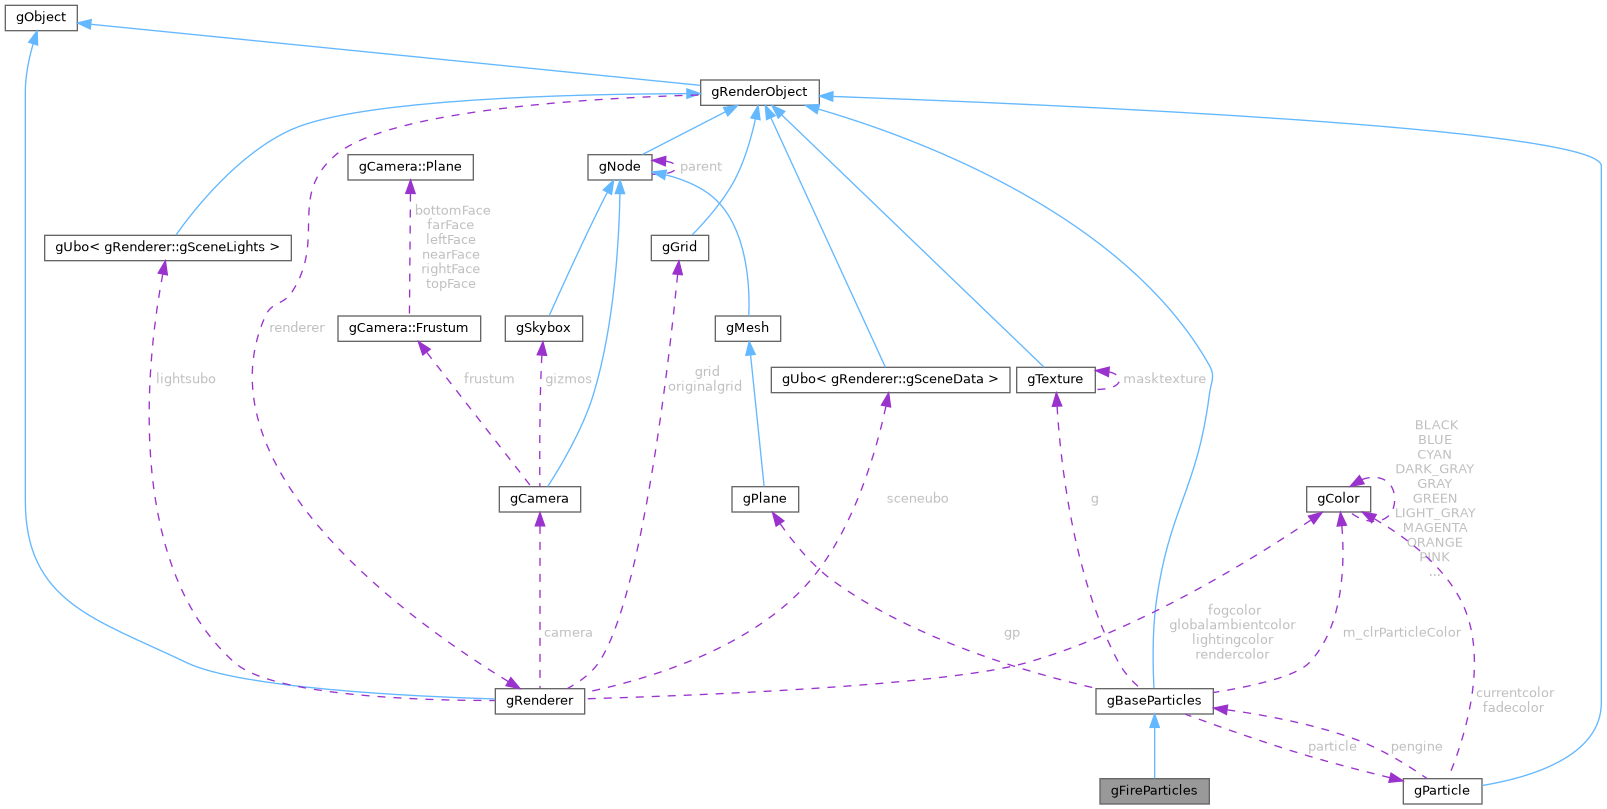 gObject
gRenderObject
gCamera::Plane
gNode
parent
bottomFace
farFace
leftFace
nearFace
rightFace
topFace
gUbo< gRenderer::gSceneLights >
gGrid
renderer
gCamera::Frustum
gSkybox
gMesh
lightsubo
frustum
gizmos
grid
originalgrid
gUbo< gRenderer::gSceneData >
gTexture
masktexture
BLACK
BLUE
CYAN
DARK_GRAY
GRAY
GREEN
LIGHT_GRAY
MAGENTA
ORANGE
PINK
...
gCamera
gPlane
sceneubo
g
gColor
camera
gp
fogcolor
globalambientcolor
lightingcolor
rendercolor
m_clrParticleColor
gRenderer
gBaseParticles
currentcolor
fadecolor
particle
pengine
gFireParticles
gParticle